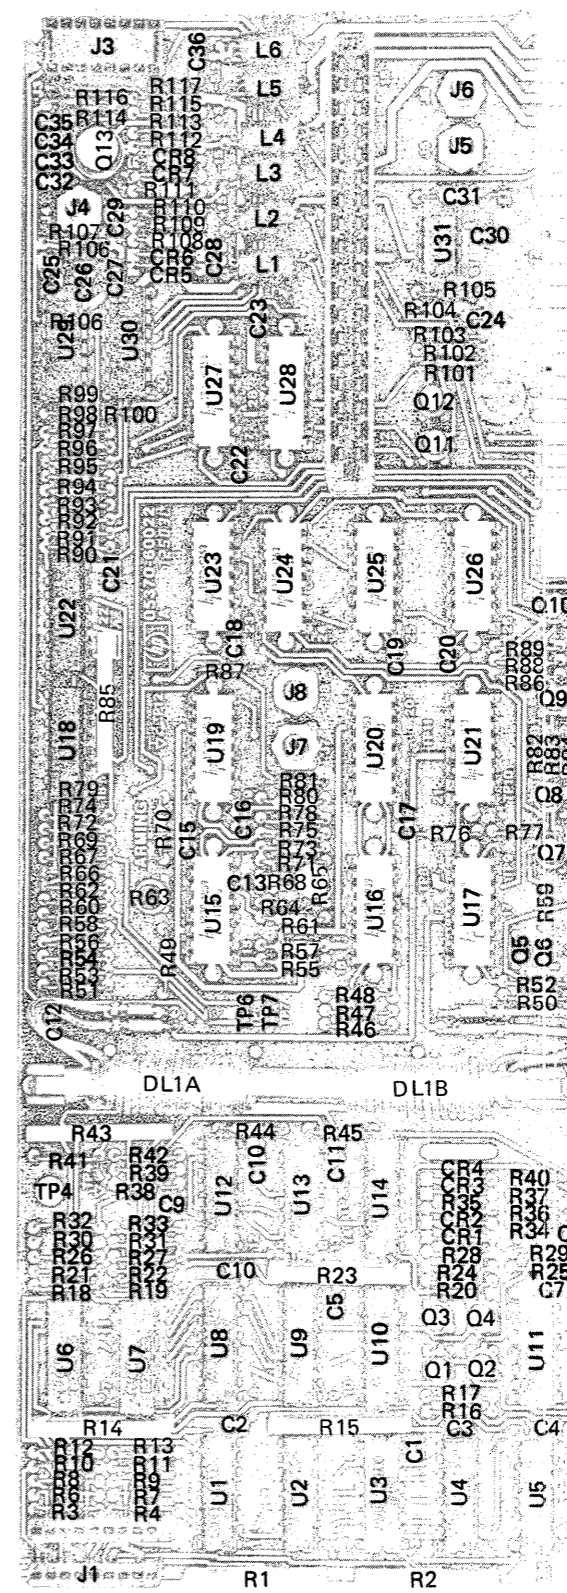 J3 C36 L6
R117 L5 J6
R116 R115
C35 R114 R113
C34 Q13 R112 L4 J5
C33 CR8 L3
C32 CR7
R111 C31
J4 C29 R110
R109 L2 U31 C30
R107 R108
R106 CR6 C28 L1
C25 C26 C27 CR5
R105
R106 U29 U30 C23 R104 C24
R103
R102
U27 U28 R101
R99 Q12
R98 R100
R97 Q11
R96
R95 C22
R94
R93
R92
R91 U23 U24 U25 U26
R90
C21 Q10
U22 C18 C19 C20 R89
R88
R87 R86
R85 J8 Q9
U18 U19 J7 U20 U21 R82 R83
R81
R79 R80 Q8
R74 R78
R72 R70 C15 C16 R75 C17 R76 R77
R69 R73 Q7
R67 R71
R66 C13 R68 R65
R62 R63 U15 U16 U17 R59
R60 R64
R58 R61
R56 R49 Q5 Q6
R54 R57
R53 R55
R51 R52
C12 TP6 TP7 R48 R50
R47
R46
DL1A DL1B
R43 R44 R45
R41 R42 C10 C11 CR4
R39 CR3 R40
TP4 R38 C9 U12 U13 U14 R37
R32 R33 CR2 R36
R30 R31 CR1 R34
R26 R27 R28 R29
R21 R22 C10 R23 R24 R25
R18 R19 R20 C7
C5 Q3 Q4
U6 U7 U8 U9 U10 U11
Q1 Q2
R17
R14 C2 R15 R16
C1 C3 C4
R12 R13
R10 R11
R8 R9 U1 U2 U3 U4 U5
R6 R7
R3 R4
J1 R1 R2